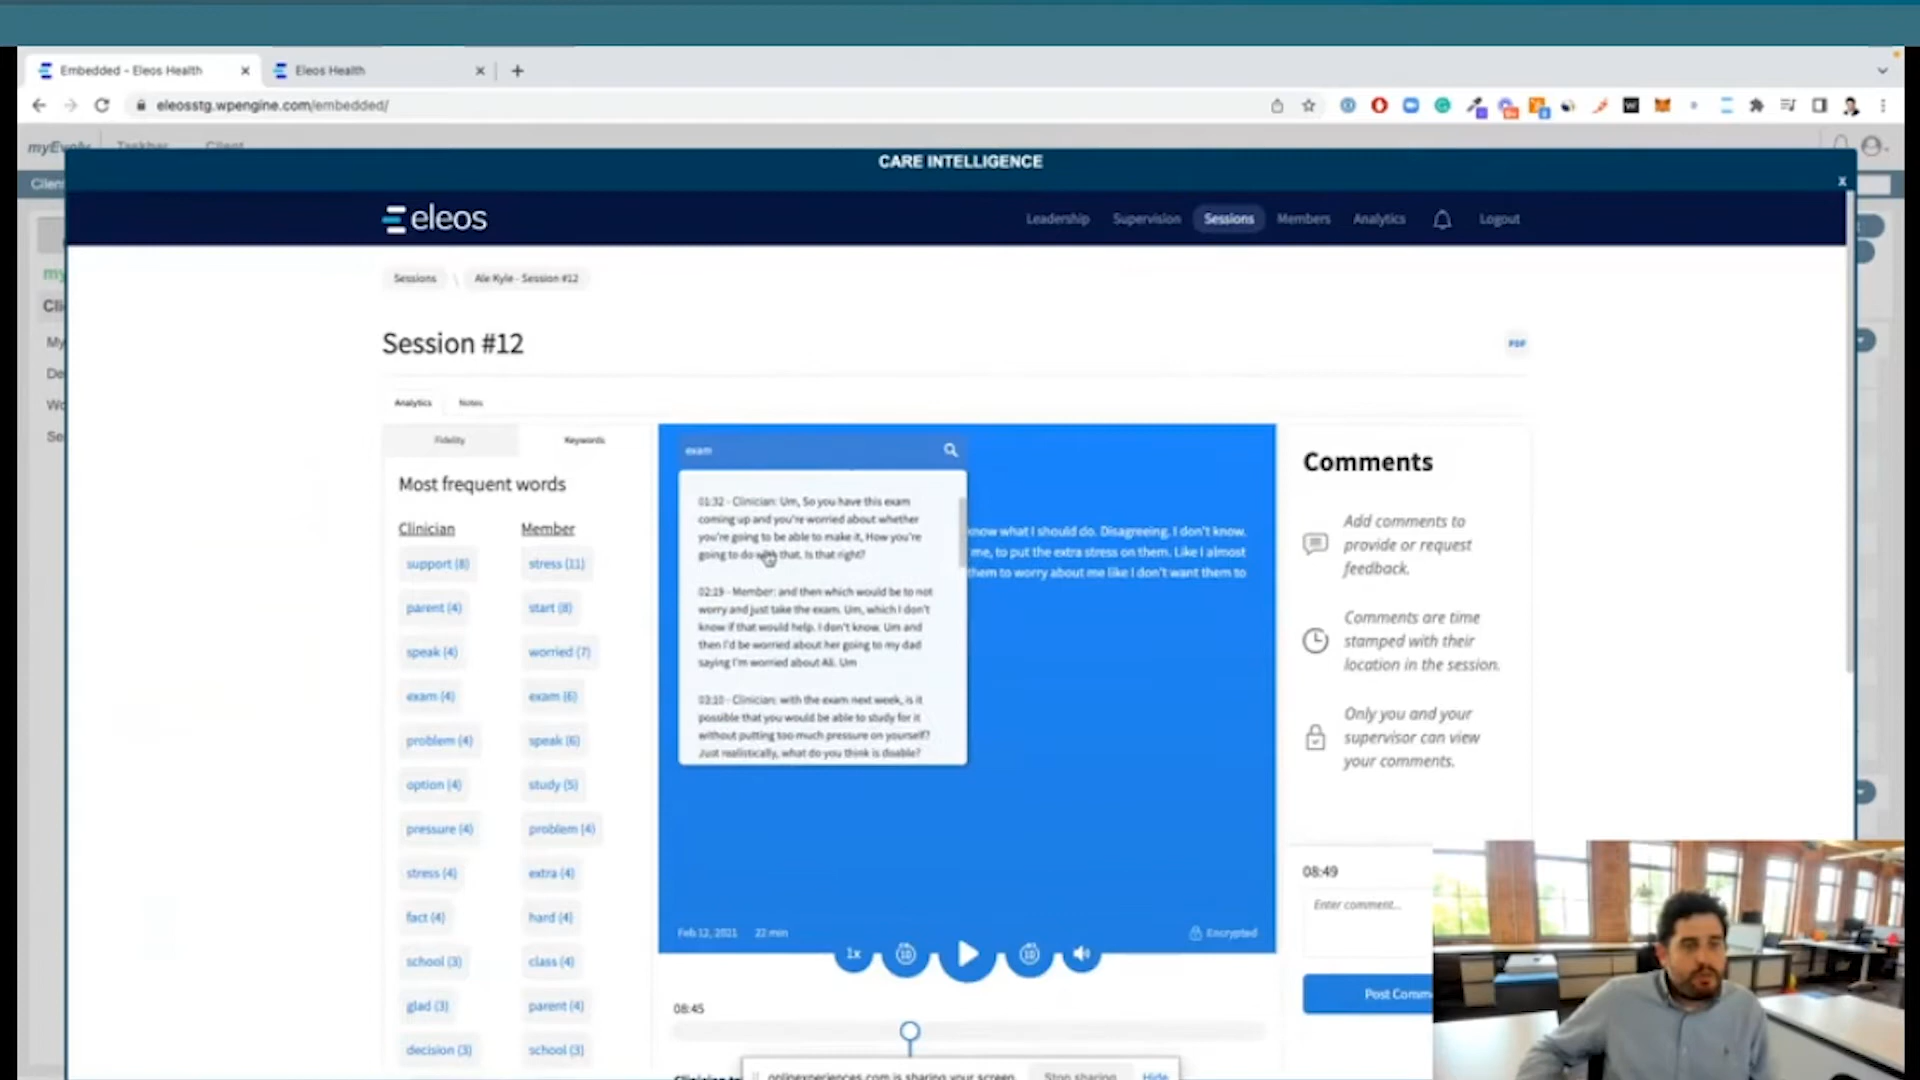 Embedded - Eleos Health
Eleos Health
eleosstg.wpengine.com/embedded/
Taskbar
Client
CARE INTELLIGENCE
x
eleos
Leadership
Supervision
Sessions
Members
Analytics
Logout
Sessions \ Ale Kyle - Session #12
Session #12
PDF
Analytics
Notes
Fidelity
Keywords
Most frequent words
Clinician
Member
support (8)
stress (11)
parent (4)
start (8)
speak (4)
worried (7)
exam (4)
exam (6)
problem (4)
speak (6)
option (4)
study (5)
pressure (4)
problem (4)
stress (4)
extra (4)
fact (4)
hard (4)
school (3)
class (4)
glad (3)
parent (4)
decision (3)
school (3)
exam
01:32 - Clinician: Um, So you have this exam
coming up and you're worried about whether
you're going to be able to make it, How you're
going to do with that. Is that right?
02:19 - Member: and then which would be to not
worry and just take the exam. Um, which I don't
know if that would help. I don't know. Um and
then I'd be worried about her going to my dad
saying I'm worried about Ali. Um
03:10 - Clinician: with the exam next week, is it
possible that you would be able to study for it
without putting too much pressure on yourself?
Just realistically, what do you think is doable?
know what I should do. Disagreeing. I don't know.
me, to put the extra stress on them. Like I almost
them to worry about me like I don't want them to
Feb 12, 2021
22 min
Encrypted
1x
10
10
08:45
Comments
Add comments to
provide or request
feedback.
Comments are time
stamped with their
location in the session.
Only you and your
supervisor can view
your comments.
08:49
Enter comment...
Post Comm
onlinexperiences.com is sharing your screen.
Stop sharing
Hide